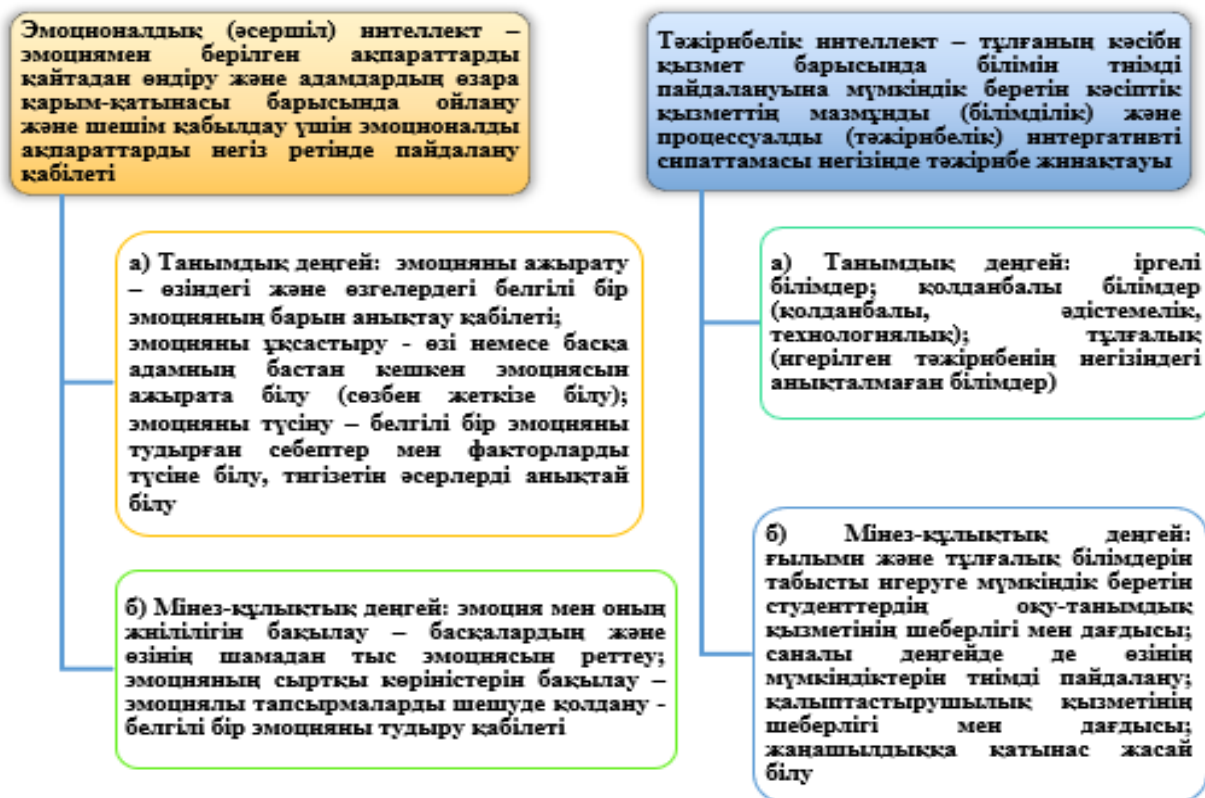 Эмоционалдық (әсершіл) интеллект –
эмоциямен берілген ақпараттарды
қайтадан өндіру және адамдардың өзара
қарым-қатынасы барысында ойлану
және шешім қабылдау үшін эмоционалды
ақпараттарды негіз ретінде пайдалану
қабілеті
а) Танымдық деңгей: эмоцияны ажырату
– өзіндегі және өзгелердегі белгілі бір
эмоцияның барын анықтау қабілеті;
эмоцияны ұқсастыру - өзі немесе басқа
адамның бастан кешкен эмоциясын
ажырата білу (сөзбен жеткізе білу);
эмоцияны түсіну – белгілі бір эмоцияны
тудырған себептер мен факторларды
түсіне білу, тигізетін әсерлерді анықтай
білу
б) Мінез-құлықтық деңгей: эмоция мен оның
жиілілігін бақылау – басқалардың және
өзінің шамадан тыс эмоциясын реттеу;
эмоцияның сыртқы көріністерін бақылау –
эмоциялы тапсырмаларды шешуде қолдану -
белгілі бір эмоцияны тудыру қабілеті
Тәжірибелік интеллект – тұлғаның кәсіби
қызмет барысында білімін тиімді
пайдалануына мүмкіндік беретін кәсіптік
қызметтің мазмұнды (білімділік) және
процессуалды (тәжірибелік) интергативті
сипаттамасы негізінде тәжірибе жинақтауы
а) Танымдық деңгей: іргелі
білімдер; қолданбалы білімдер
(қолданбалы, әдістемелік,
технологиялық); тұлғалық
(игерілген тәжірибенің негізіндегі
анықталмаған білімдер)
б) Мінез-құлықтық деңгей:
ғылыми және тұлғалық білімдерін
табысты игеруге мүмкіндік беретін
студенттердің оқу-танымдық
қызметінің шеберлігі мен дағдысы;
саналы деңгейде де өзінің
мүмкіндіктерін тиімді пайдалану;
қалыптастырушылық қызметінің
шеберлігі мен дағдысы;
жаңашылдыққа қатынас жасай
білу